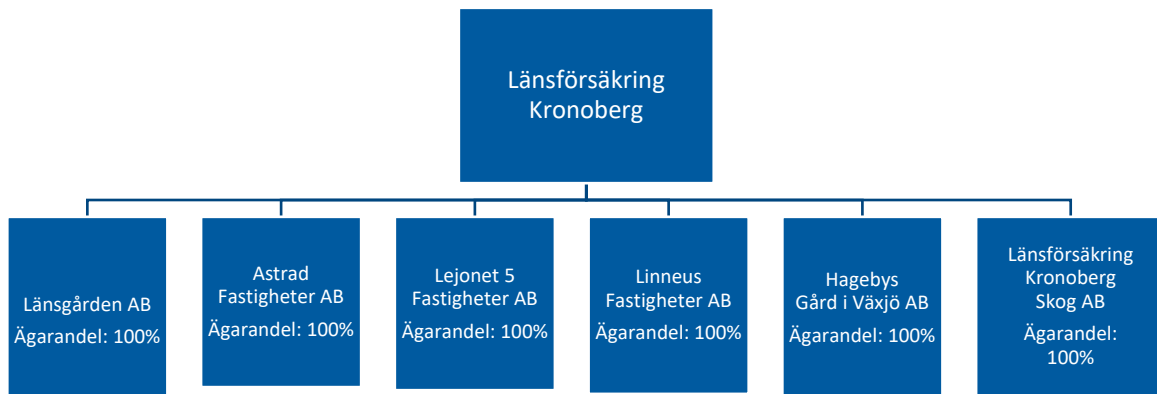 Länsförsäkring
Kronoberg
Länsgården AB
Ägarandel: 100%
Astrad
Fastigheter AB
Ägarandel: 100%
Lejonet 5
Fastigheter AB
Ägarandel: 100%
Linneus
Fastigheter AB
Ägarandel: 100%
Hagebys
Gård i Växjö AB
Ägarandel: 100%
Länsförsäkring
Kronoberg
Skog AB
Ägarandel:
100%